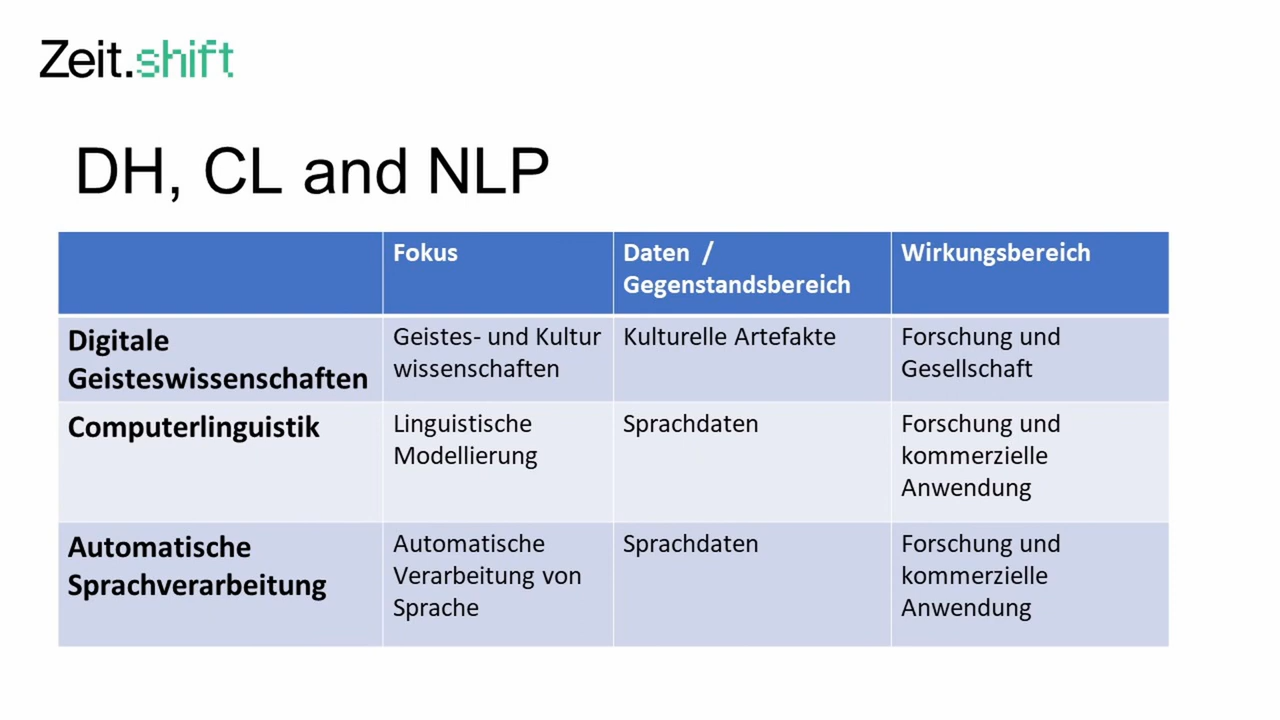 Zeit.shift
DH, CL and NLP
Fokus
Daten /
Gegenstandsbereich
Wirkungsbereich
Digitale
Geisteswissenschaften
Geistes- und Kultur
wissenschaften
Kulturelle Artefakte
Forschung und
Gesellschaft
Computerlinguistik
Linguistische
Modellierung
Sprachdaten
Forschung und
kommerzielle
Anwendung
Automatische
Sprachverarbeitung
Automatische
Verarbeitung von
Sprache
Sprachdaten
Forschung und
kommerzielle
Anwendung